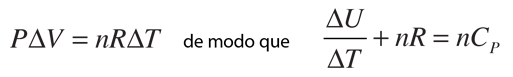 PΔV = nRΔT de modo que ΔU/ΔT + nR = nC_P